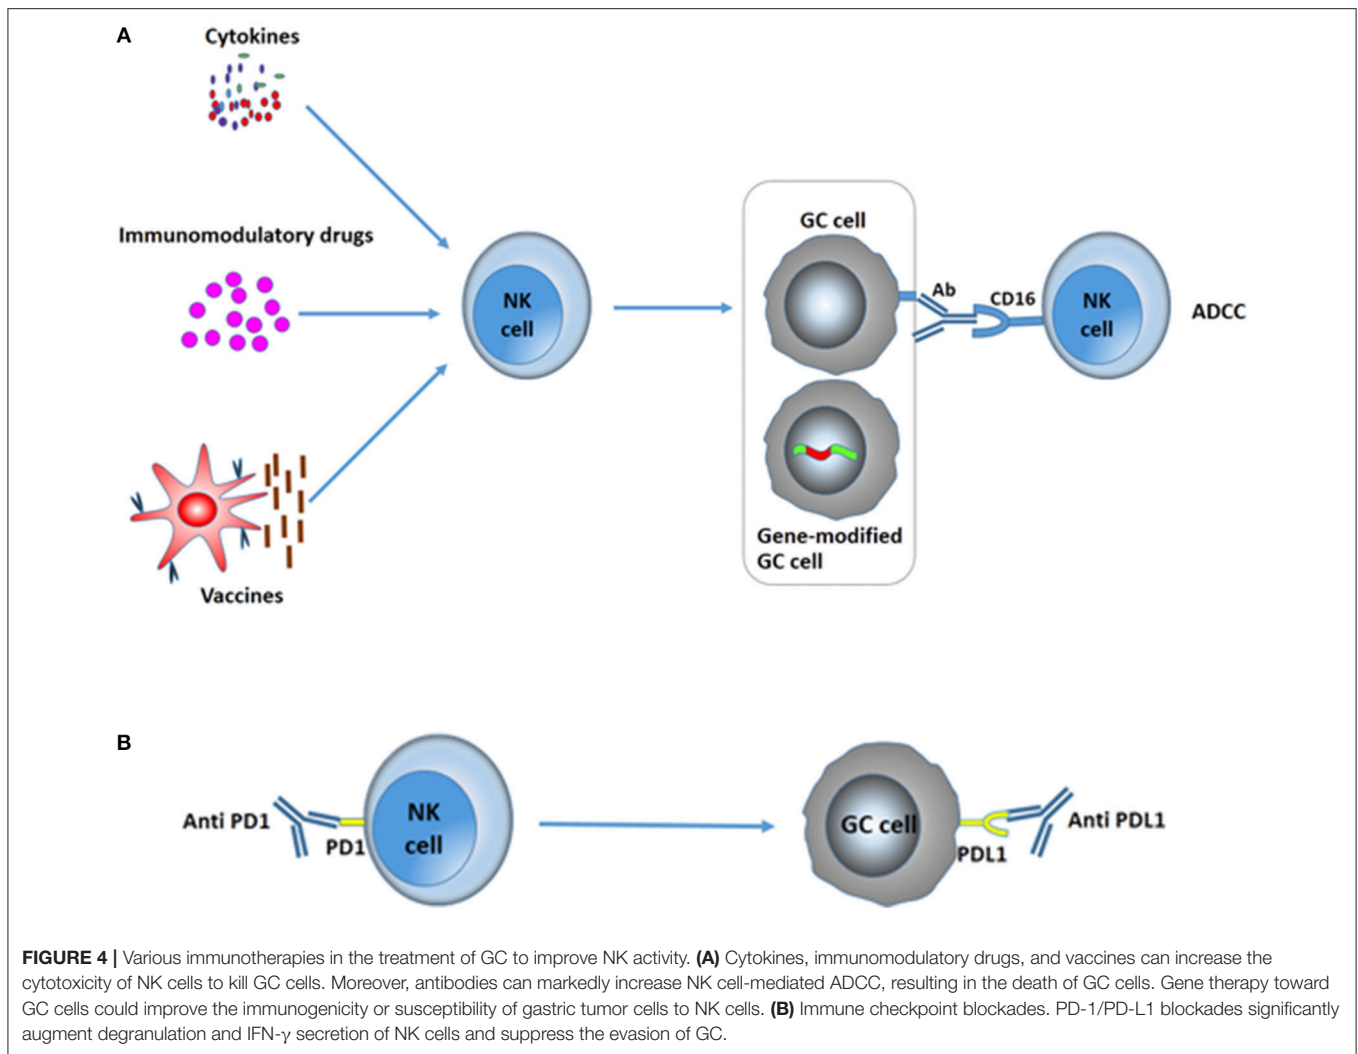 A
Cytokines
Immunomodulatory drugs
NK
cell
Vaccines
GC cell
Gene-modified
GC cell
Ab
CD16
NK
cell
ADCC
B
Anti PD1
PD1
NK
cell
GC cell
PDL1
Anti PDL1
FIGURE 4 | Various immunotherapies in the treatment of GC to improve NK activity. (A) Cytokines, immunomodulatory drugs, and vaccines can increase the
cytotoxicity of NK cells to kill GC cells. Moreover, antibodies can markedly increase NK cell-mediated ADCC, resulting in the death of GC cells. Gene therapy toward
GC cells could improve the immunogenicity or susceptibility of gastric tumor cells to NK cells. (B) Immune checkpoint blockades. PD-1/PD-L1 blockades significantly
augment degranulation and IFN-γ secretion of NK cells and suppress the evasion of GC.